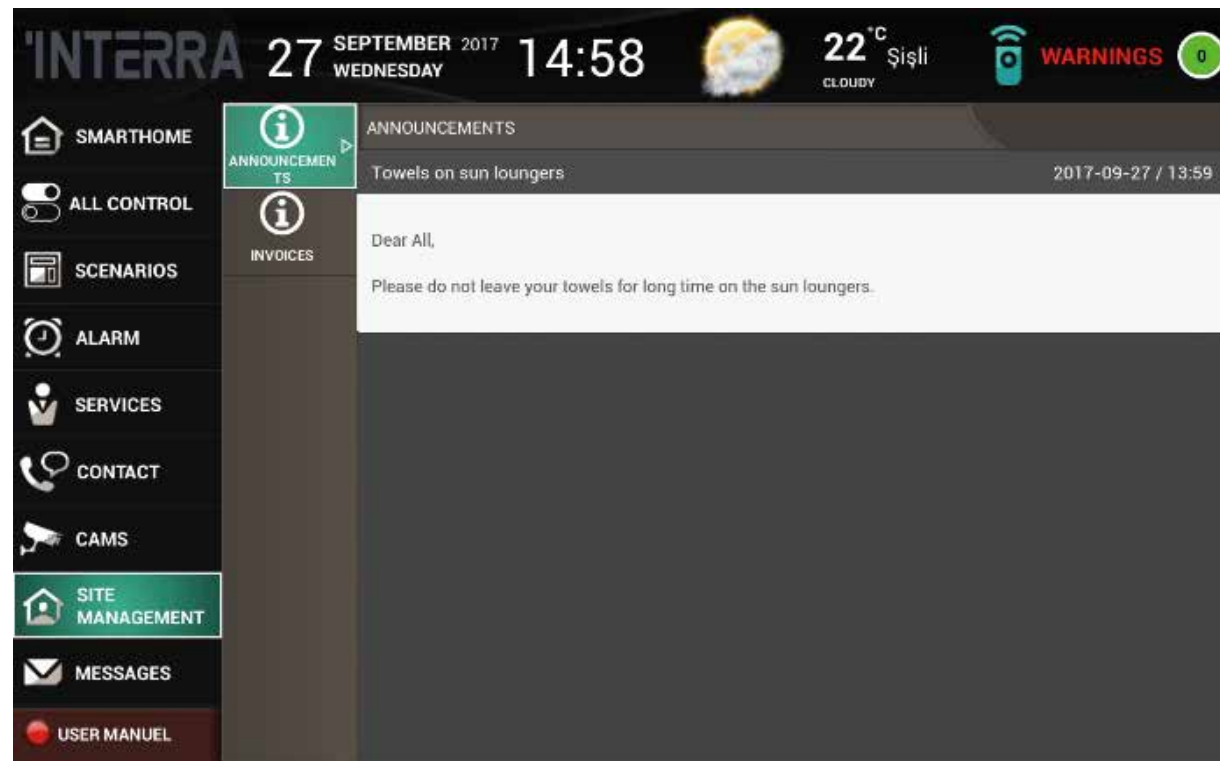 INTERRA
27 SEPTEMBER 2017
WEDNESDAY
14:58
22°C Şişli
CLOUDY
WARNINGS 0
SMARTHOME
ALL CONTROL
SCENARIOS
ALARM
SERVICES
CONTACT
CAMS
SITE
MANAGEMENT
MESSAGES
USER MANUEL
ANNOUNCEMEN
TS
INVOICES
ANNOUNCEMENTS
Towels on sun loungers 2017-09-27 / 13:59
Dear All,
Please do not leave your towels for long time on the sun loungers.